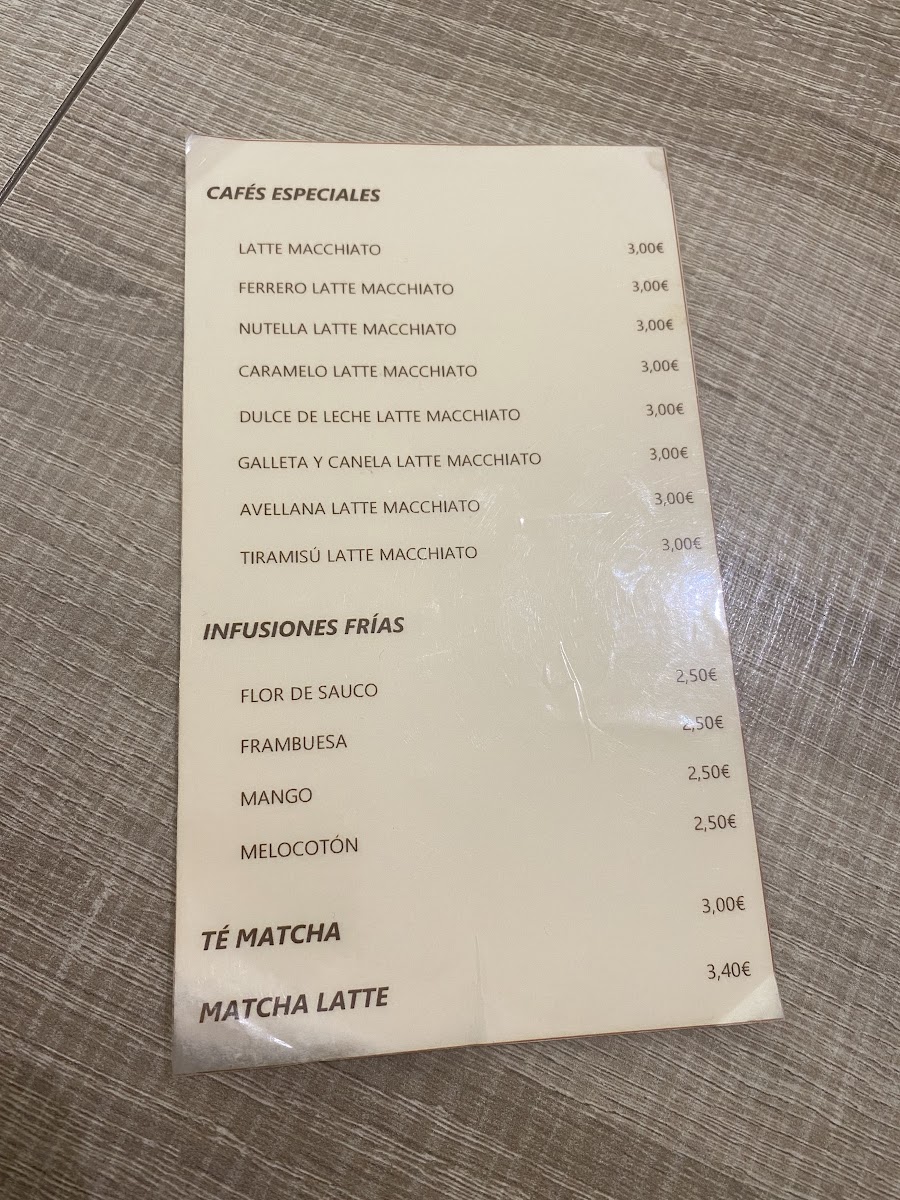 CAFÉS ESPECIALES
LATTE MACCHIATO 3,00€
FERRERO LATTE MACCHIATO 3,00€
NUTELLA LATTE MACCHIATO 3,00€
CARAMELO LATTE MACCHIATO 3,00€
DULCE DE LECHE LATTE MACCHIATO 3,00€
GALLETA Y CANELA LATTE MACCHIATO 3,00€
AVELLANA LATTE MACCHIATO 3,00€
TIRAMISÚ LATTE MACCHIATO 3,00€
INFUSIONES FRÍAS
FLOR DE SAUCO 2,50€
FRAMBUESA 2,50€
MANGO 2,50€
MELOCOTÓN 2,50€
TÉ MATCHA 3,00€
MATCHA LATTE 3,40€